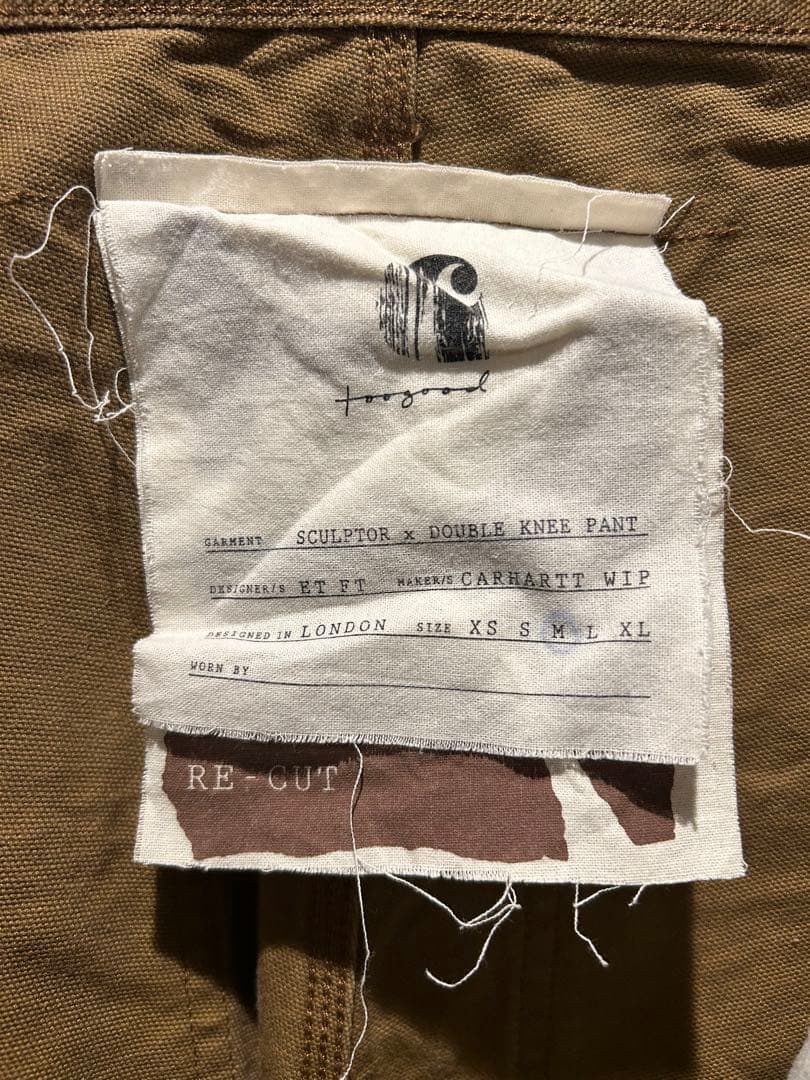 toogood
GARMENT SCULPTOR x DOUBLE KNEE PANT
DESIGNER/S ET FT MAKER/S CARHARTT WIP
DESIGNED IN LONDON SIZE XS S M L XL
WORN BY
RE-CUT